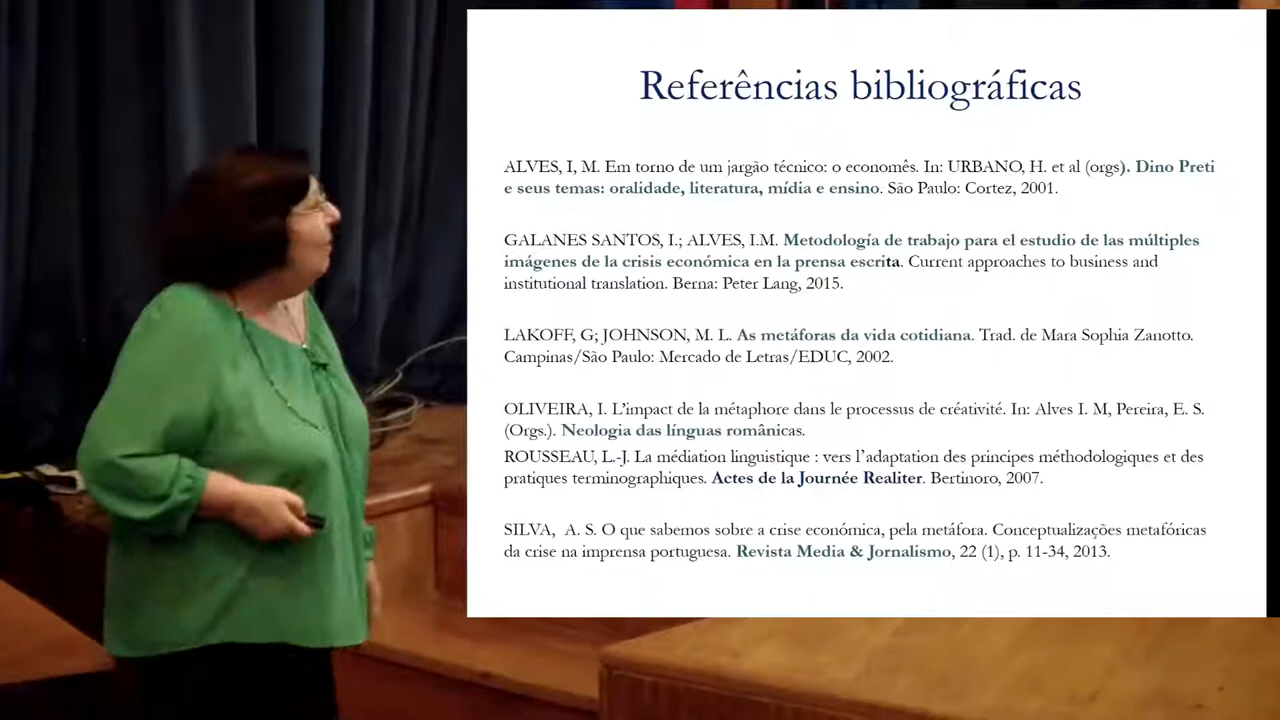 Referências bibliográficas
ALVES, I, M. Em torno de um jargão técnico: o economês. In: URBANO, H. et al (orgs). Dino Preti
e seus temas: oralidade, literatura, mídia e ensino. São Paulo: Cortez, 2001.
GALANES SANTOS, I.; ALVES, I.M. Metodología de trabajo para el estudio de las múltiples
imágenes de la crisis económica en la prensa escrita. Current approaches to business and
institutional translation. Berna: Peter Lang, 2015.
LAKOFF, G; JOHNSON, M. L. As metáforas da vida cotidiana. Trad. de Mara Sophia Zanotto.
Campinas/São Paulo: Mercado de Letras/EDUC, 2002.
OLIVEIRA, I. L'impact de la métaphore dans le processus de créativité. In: Alves I. M, Pereira, E. S.
(Orgs.). Neologia das línguas românicas.
ROUSSEAU, L.-J. La médiation linguistique : vers l'adaptation des principes méthodologiques et des
pratiques terminographiques. Actes de la Journée Realiter. Bertinoro, 2007.
SILVA, A. S. O que sabemos sobre a crise económica, pela metáfora. Conceptualizações metafóricas
da crise na imprensa portuguesa. Revista Media & Jornalismo, 22 (1), p. 11-34, 2013.